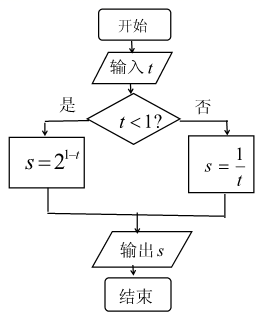 开始
输入 t
t<1?
是
否
s=2^{1-t}
s=1/t
输出 s
结束